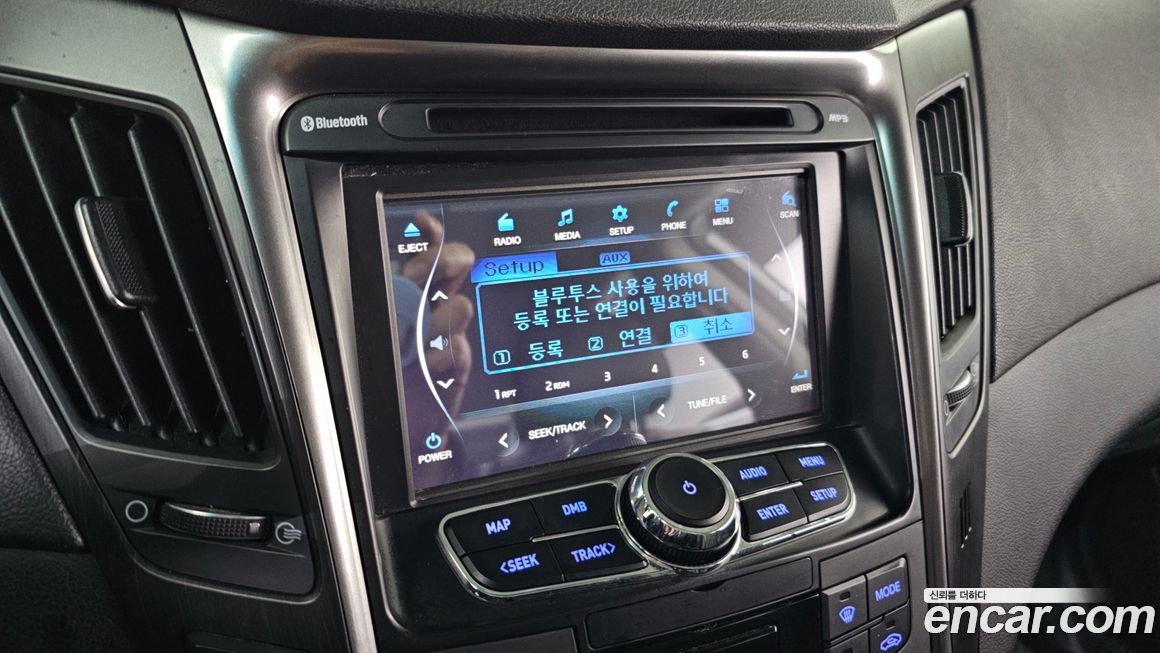 Bluetooth
MP3
EJECT
RADIO
MEDIA
SETUP
PHONE
MENU
SCAN
Setup
AUX
블루투스 사용을 위하여
등록 또는 연결이 필요합니다
1 등록 2 연결 3 취소
1 RPT 2 RDM 3 4 5 6
ENTER
POWER
< SEEK/TRACK >
< TUNE/FILE >
MAP
DMB
AUDIO
MENU
<SEEK
TRACK>
ENTER
SETUP
MODE
신뢰를 더하다
encar.com